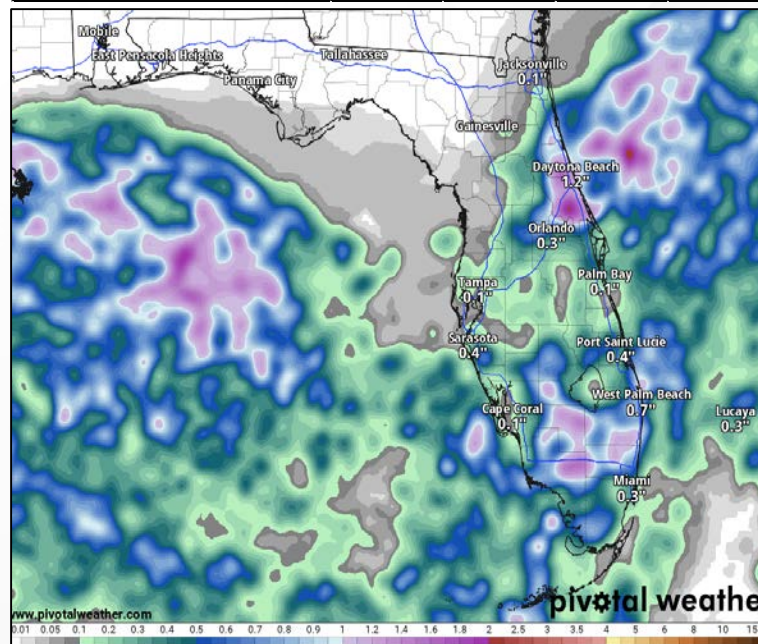 Mobile
East Pensacola Heights
Tallahassee
Panama City
Jacksonville
0.1"
Gainesville
Daytona Beach
1.2"
Orlando
0.3"
Palm Bay
0.1"
Tampa
0.1"
Sarasota
0.4"
Port Saint Lucie
0.4"
West Palm Beach
0.7"
Cape Coral
0.1"
Lucaya
0.3"
Miami
0.3"
www.pivotalweather.com
pivotal weathe
0.01 0.05 0.1 0.2 0.3 0.4 0.5 0.6 0.7 0.8 0.9 1 1.2 1.4 1.6 1.8 2 2.5 3 3.5 4 5 6 7 8 9 10 15